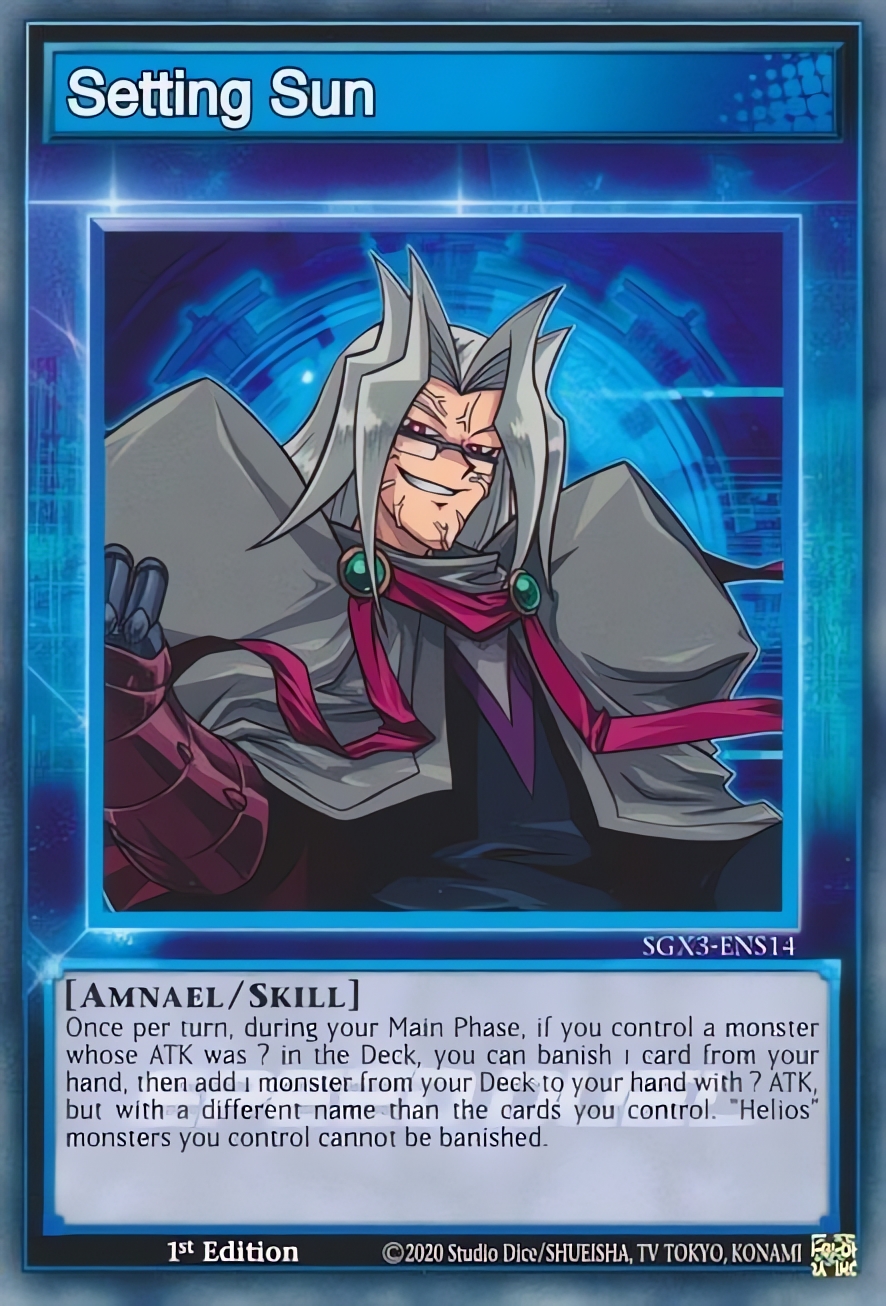 Setting Sun
SGX3-ENS14
[AMNAEL/SKILL]
Once per turn, during your Main Phase, if you control a monster
whose ATK was ? in the Deck, you can banish 1 card from your
hand, then add 1 monster from your Deck to your hand with ? ATK,
but with a different name than the cards you control. "Helios"
monsters you control cannot be banished.
SPEED DUEL
1st Edition
©2020 Studio Dice/SHUEISHA, TV TOKYO, KONAMI